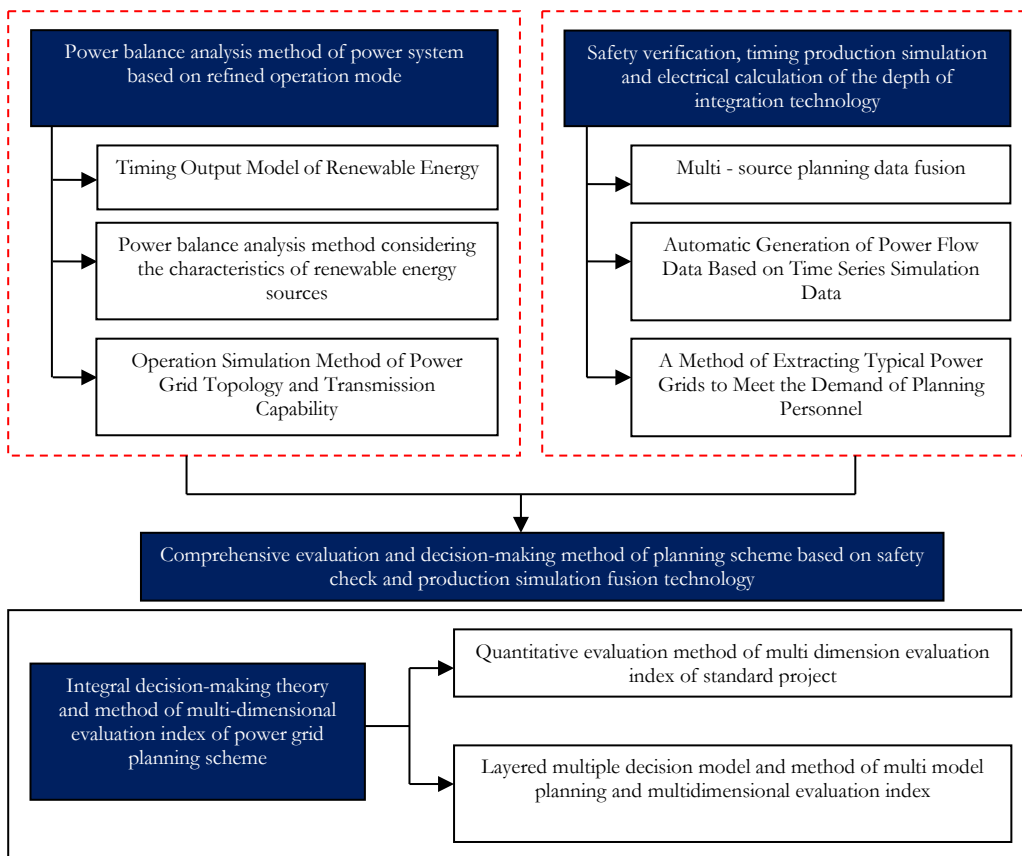 Power balance analysis method of power system
based on refined operation mode
Timing Output Model of Renewable Energy
Power balance analysis method considering
the characteristics of renewable energy
sources
Operation Simulation Method of Power
Grid Topology and Transmission
Capability
Safety verification, timing production simulation
and electrical calculation of the depth of
integration technology
Multi - source planning data fusion
Automatic Generation of Power Flow
Data Based on Time Series Simulation
Data
A Method of Extracting Typical Power
Grids to Meet the Demand of Planning
Personnel
Comprehensive evaluation and decision-making method of planning scheme based on safety
check and production simulation fusion technology
Integral decision-making theory
and method of multi-dimensional
evaluation index of power grid
planning scheme
Quantitative evaluation method of multi dimension evaluation
index of standard project
Layered multiple decision model and method of multi model
planning and multidimensional evaluation index